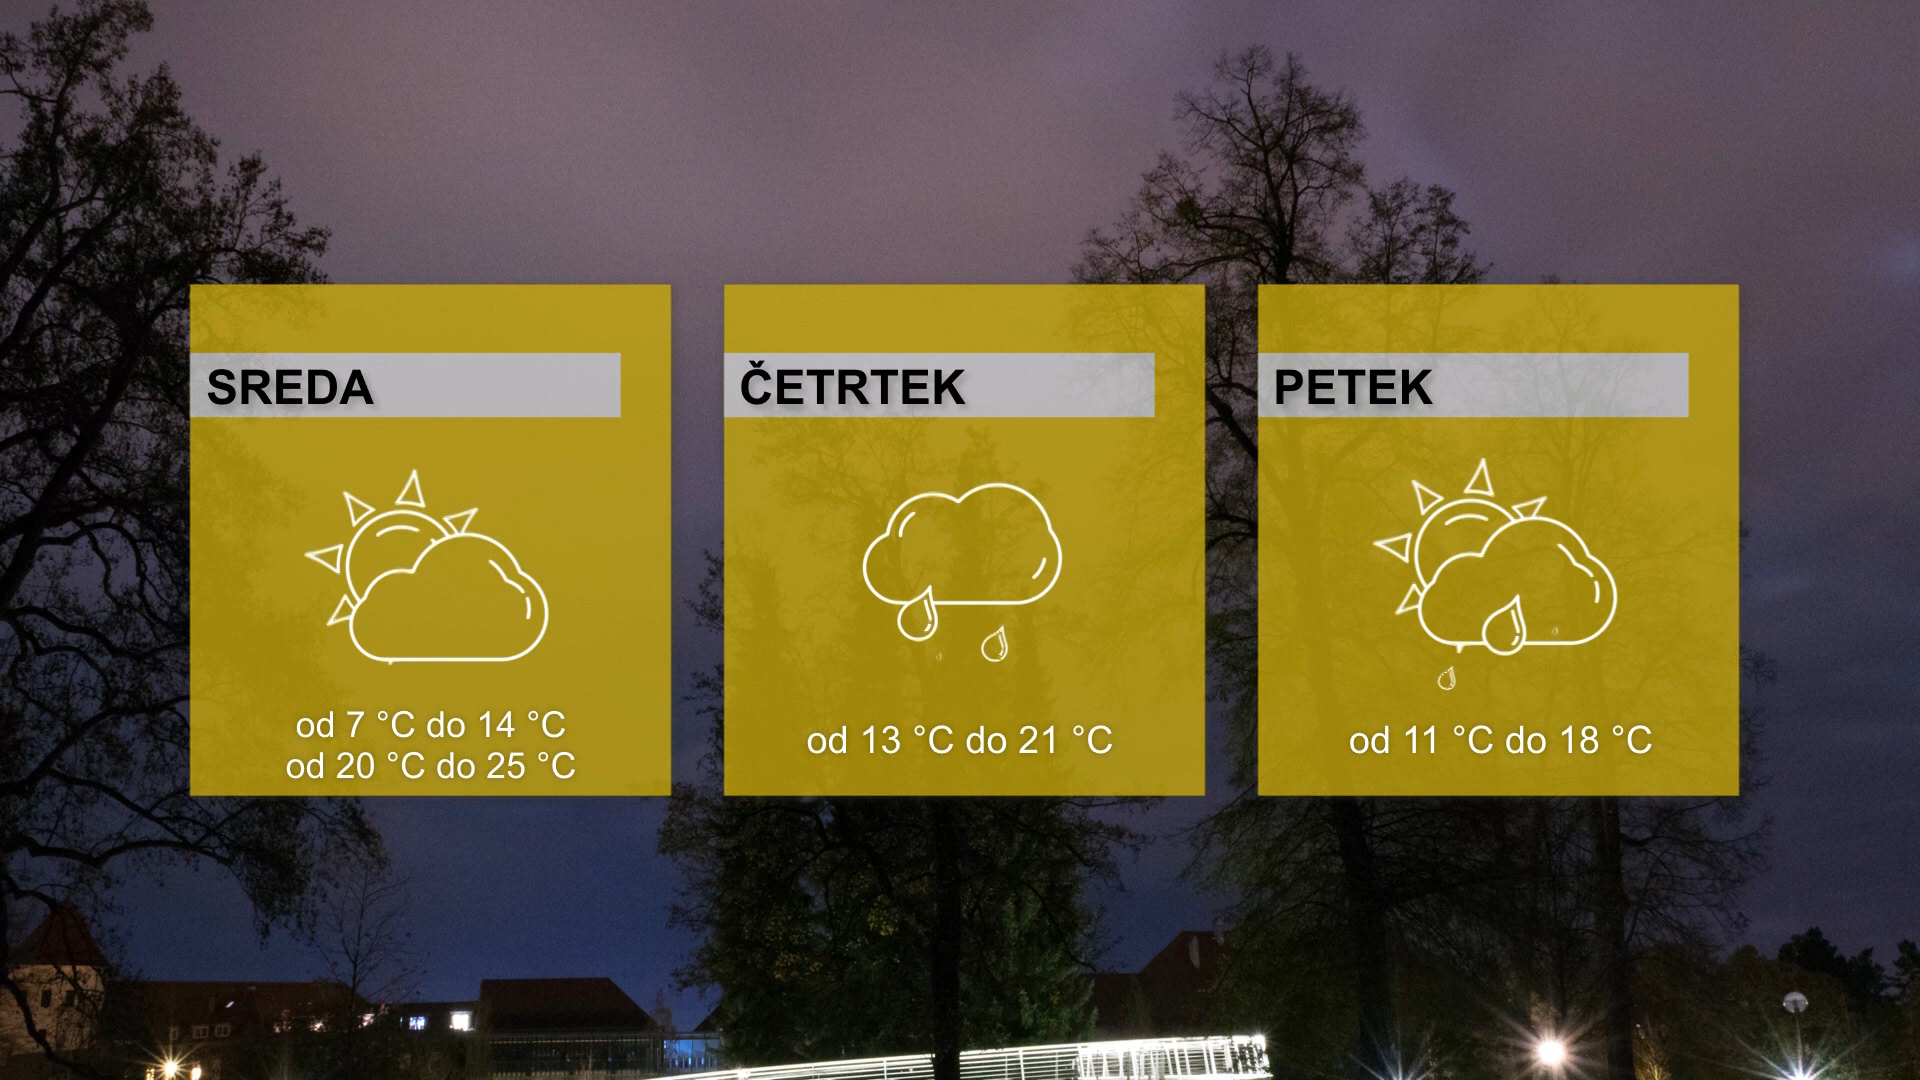 SREDA
od 7 °C do 14 °C
od 20 °C do 25 °C
ČETRTEK
od 13 °C do 21 °C
PETEK
od 11 °C do 18 °C